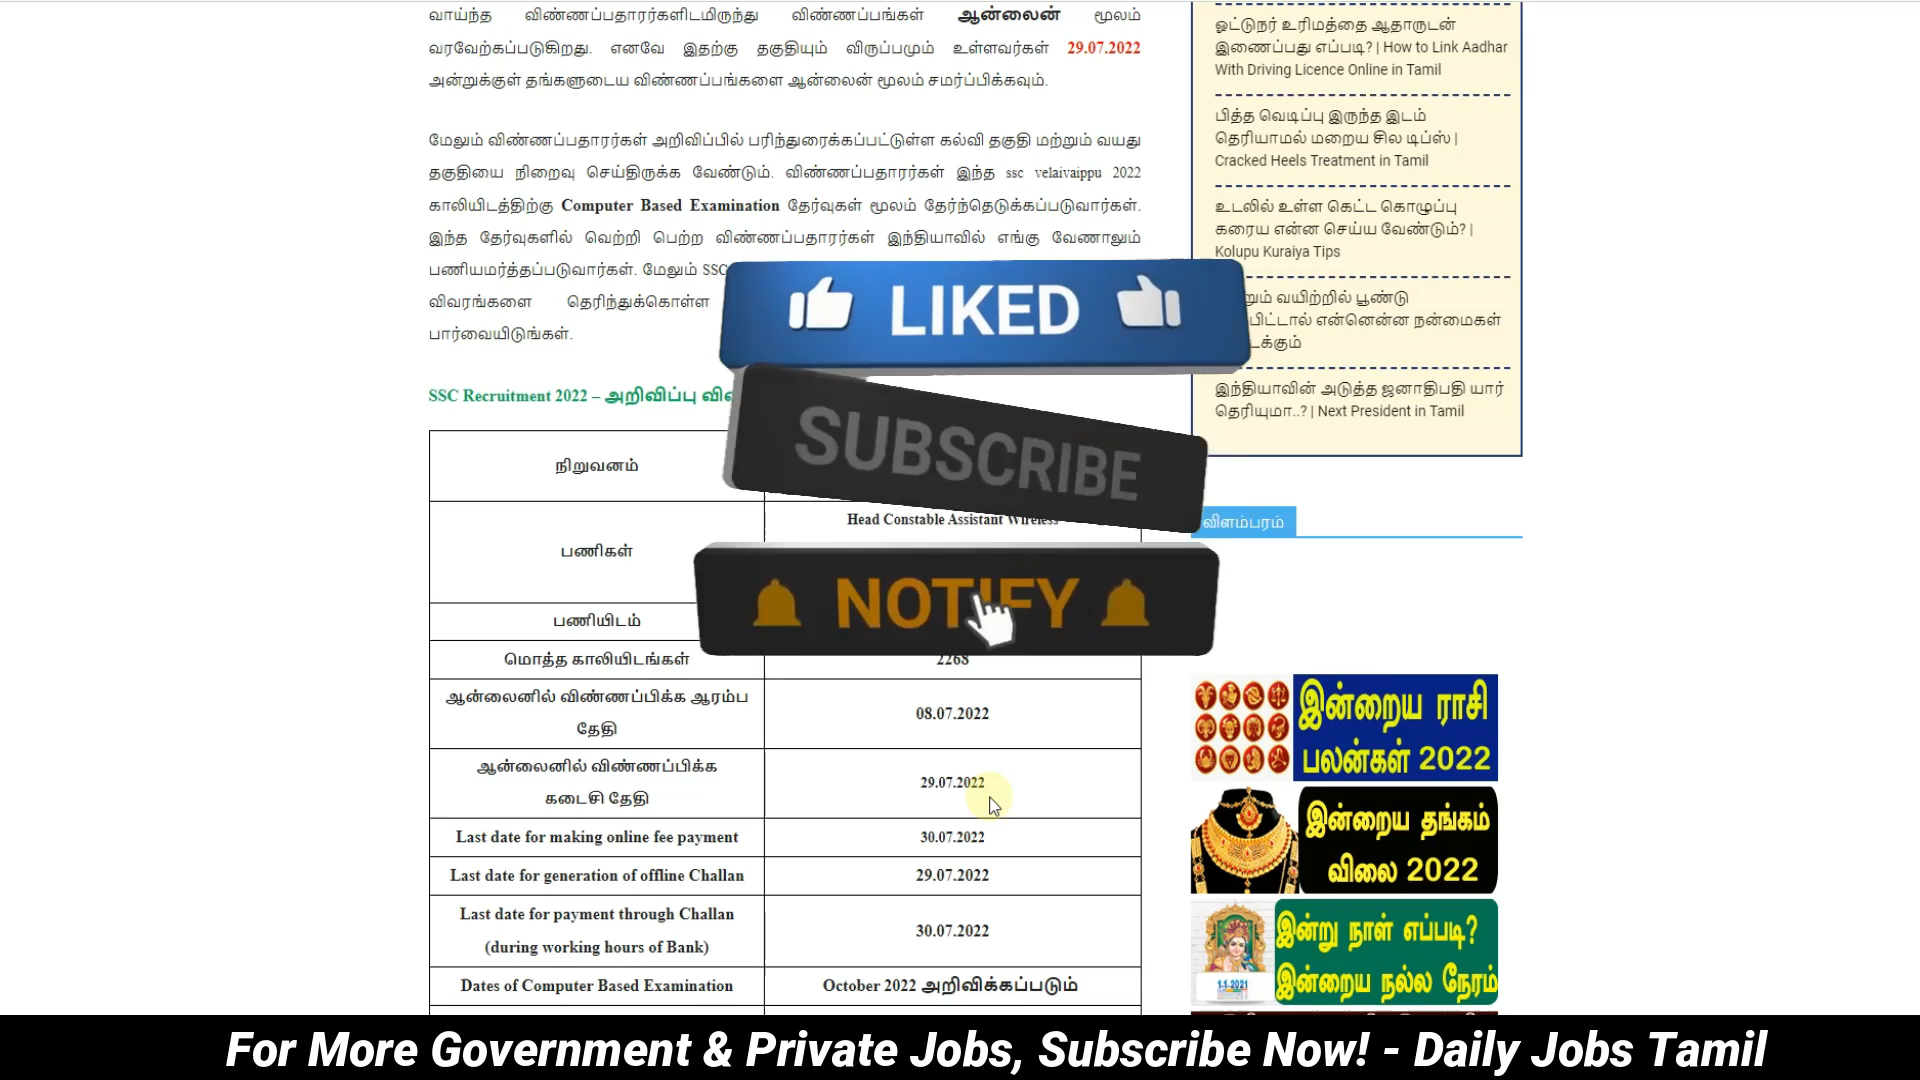 வாய்ந்த விண்ணப்பதாரர்களிடமிருந்து விண்ணப்பங்கள் ஆன்லைன் மூலம்
வரவேற்கப்படுகிறது. எனவே இதற்கு தகுதியும் விருப்பமும் உள்ளவர்கள் 29.07.2022
அன்றுக்குள் தங்களுடைய விண்ணப்பங்களை ஆன்லைன் மூலம் சமர்ப்பிக்கவும்.
மேலும் விண்ணப்பதாரர்கள் அறிவிப்பில் பரிந்துரைக்கப்பட்டுள்ள கல்வி தகுதி மற்றும் வயது
தகுதியை நிறைவு செய்திருக்க வேண்டும். விண்ணப்பதாரர்கள் இந்த ssc velaivaippu 2022
காலியிடத்திற்கு Computer Based Examination தேர்வுகள் மூலம் தேர்ந்தெடுக்கப்படுவார்கள்.
இந்த தேர்வுகளில் வெற்றி பெற்ற விண்ணப்பதாரர்கள் இந்தியாவில் எங்கு வேணாலும்
பணியமர்த்தப்படுவார்கள். மேலும் SSC
விவரங்களை தெரிந்துக்கொள்ள
பார்வையிடுங்கள்.
SSC Recruitment 2022 – அறிவிப்பு
நிறுவனம்
பணிகள்
Head Constable Assistant Wireless
பணியிடம்
மொத்த காலியிடங்கள்
2268
ஆன்லைனில் விண்ணப்பிக்க ஆரம்ப
தேதி
08.07.2022
ஆன்லைனில் விண்ணப்பிக்க
கடைசி தேதி
29.07.2022
Last date for making online fee payment
30.07.2022
Last date for generation of offline Challan
29.07.2022
Last date for payment through Challan
(during working hours of Bank)
30.07.2022
Dates of Computer Based Examination
October 2022 அறிவிக்கப்படும்
LIKED
SUBSCRIBE
NOTIFY
ஓட்டுநர் உரிமத்தை ஆதாருடன்
இணைப்பது எப்படி? | How to Link Aadhar
With Driving Licence Online in Tamil
பித்த வெடிப்பு இருந்த இடம்
தெரியாமல் மறைய சில டிப்ஸ் |
Cracked Heels Treatment in Tamil
உடலில் உள்ள கெட்ட கொழுப்பு
கரைய என்ன செய்ய வேண்டும்? |
Kolupu Kuraiya Tips
வயிற்றில் பூண்டு
என்னென்ன நன்மைகள்
இந்தியாவின் அடுத்த ஜனாதிபதி யார்
தெரியுமா..? | Next President in Tamil
விளம்பரம்
இன்றைய ராசி
பலன்கள் 2022
இன்றைய தங்கம்
விலை 2022
இன்று நாள் எப்படி?
இன்றைய நல்ல நேரம்
1-1-2021
For More Government & Private Jobs, Subscribe Now! - Daily Jobs Tamil